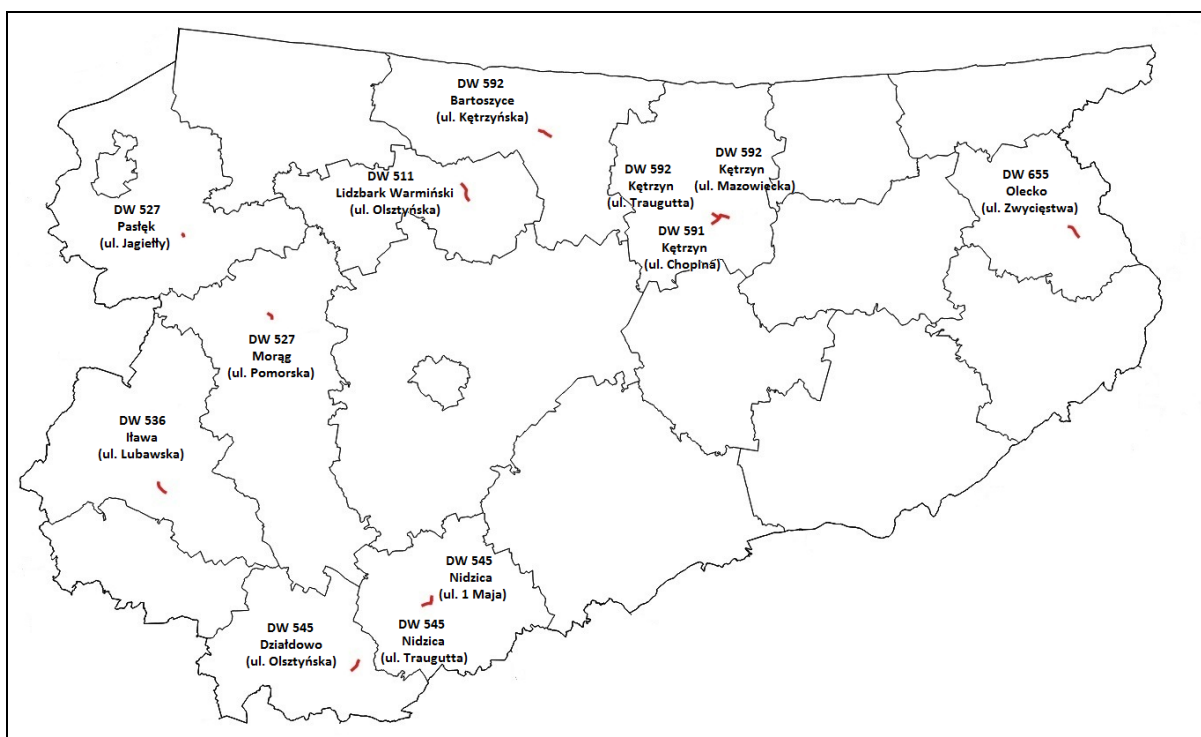 DW 592
Bartoszyce
(ul. Kętrzyńska)
DW 592
Kętrzyn
(ul. Mazowiecka)
DW 592
Kętrzyn
(ul. Traugutta)
DW 591
Kętrzyn
(ul. Chopina)
DW 655
Olecko
(ul. Zwycięstwa)
DW 511
Lidzbark Warmiński
(ul. Olsztyńska)
DW 527
Pasłęk
(ul. Jagiełły)
DW 527
Morąg
(ul. Pomorska)
DW 536
Iława
(ul. Lubawska)
DW 545
Nidzica
(ul. 1 Maja)
DW 545
Nidzica
(ul. Traugutta)
DW 545
Działdowo
(ul. Olsztyńska)